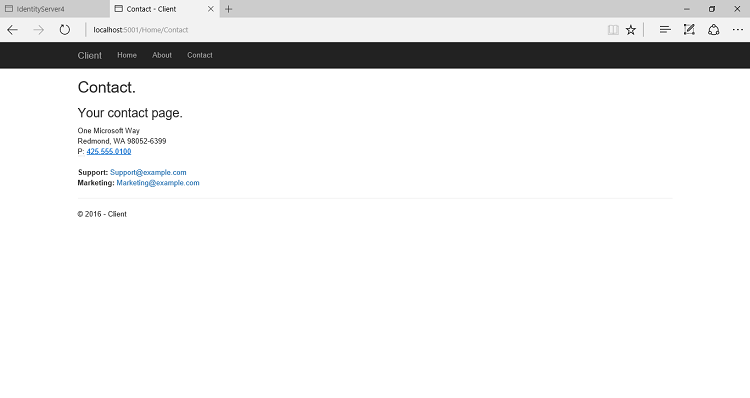 IdentityServer4
Contact - Client
localhost:5001/Home/Contact
Client Home About Contact
Contact.
Your contact page.
One Microsoft Way
Redmond, WA 98052-6399
P: 425.555.0100
Support: Support@example.com
Marketing: Marketing@example.com
© 2016 - Client